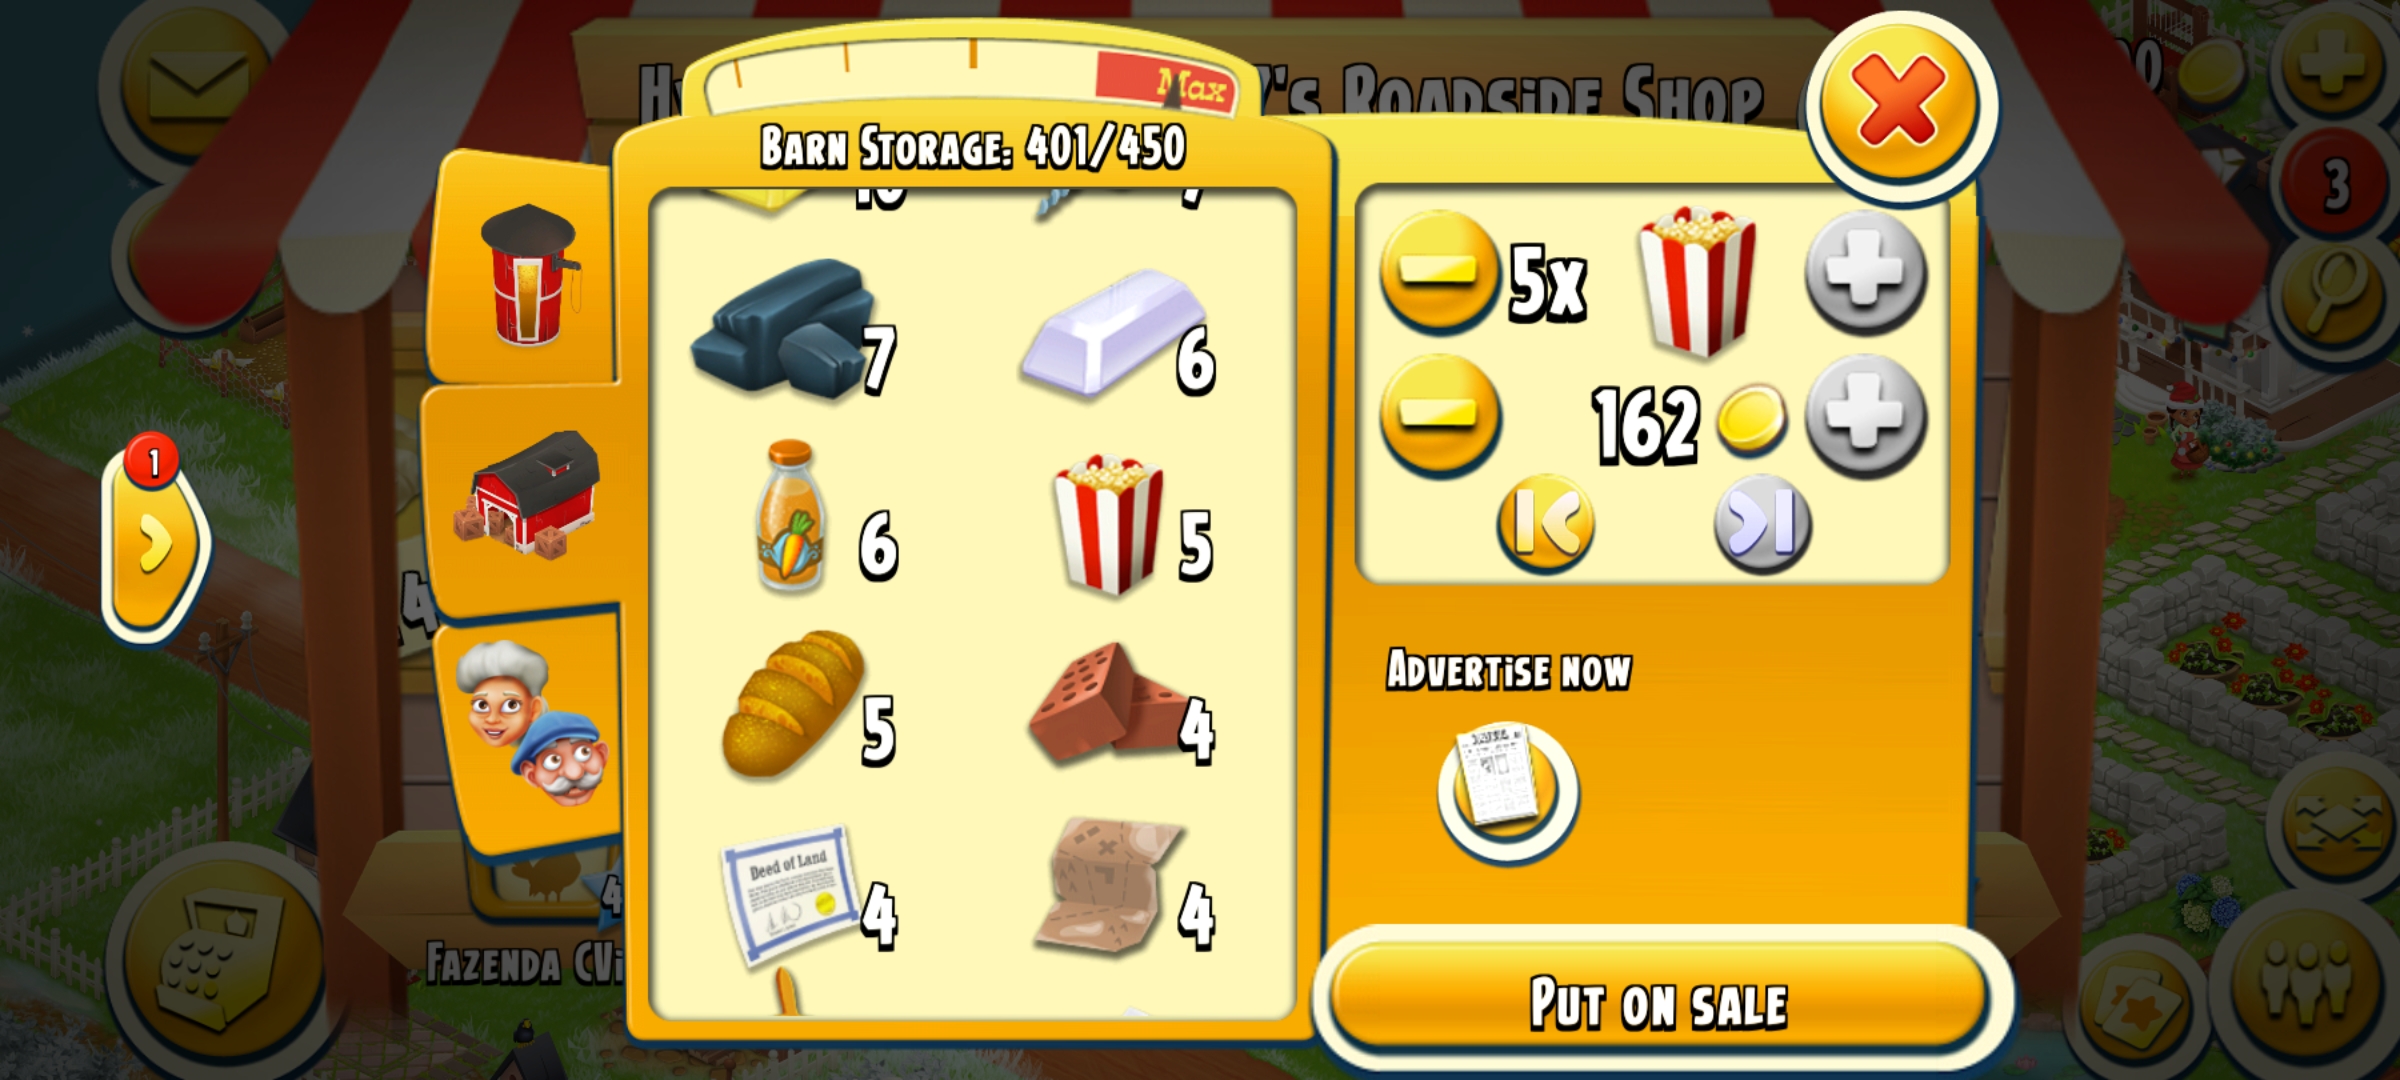 'S ROADSIDE SHOP
Max
BARN STORAGE: 401/450
3
7
6
5x
162
1
6
5
5
4
ADVERTISE NOW
Deed of Land
4
4
FAZENDA CVi
PUT ON SALE